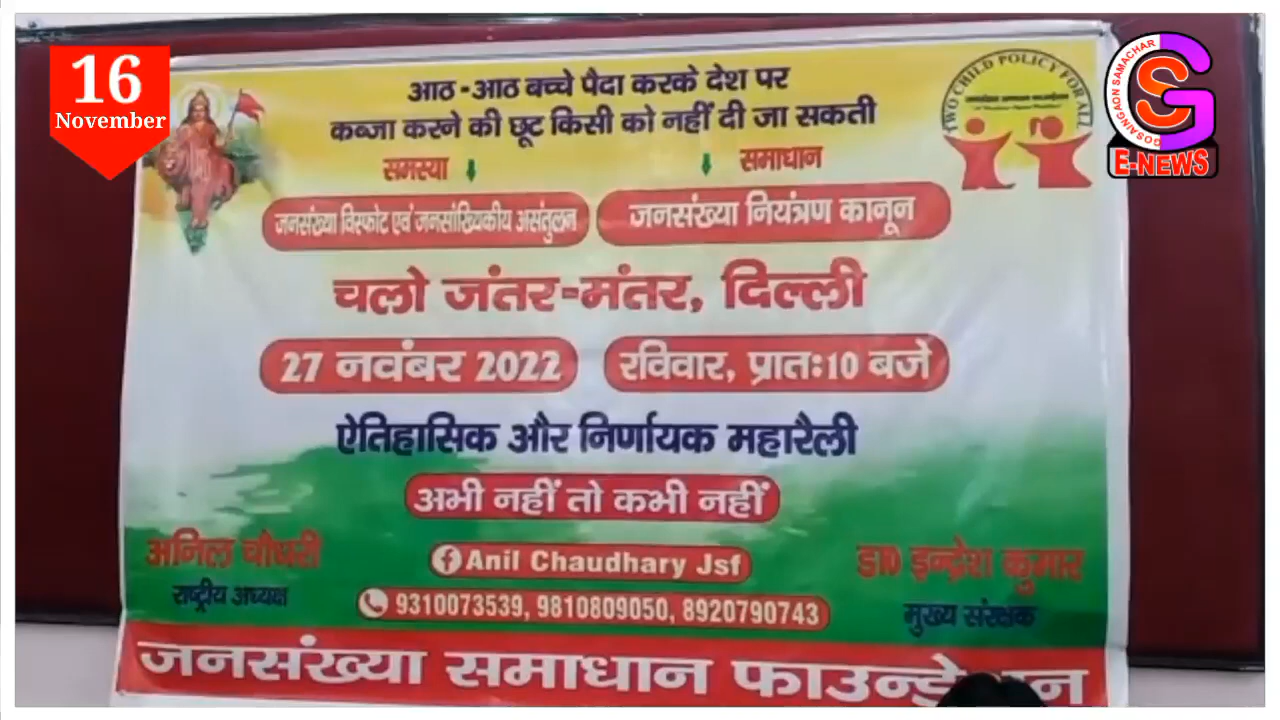 16
November
GOSAINGAON SAMACHAR
SG
E-NEWS
TWO CHILD POLICY FOR ALL
आठ -आठ बच्चे पैदा करके देश पर
कब्जा करने की छूट किसी को नहीं दी जा सकती
समस्या समाधान
जनसंख्या विस्फोट एवं जनसांख्यिकीय असंतुलन जनसंख्या नियंत्रण कानून
चलो जंतर-मंतर, दिल्ली
27 नवंबर 2022 रविवार, प्रातः10 बजे
ऐतिहासिक और निर्णायक महारैली
अभी नहीं तो कभी नहीं
अनिल चौधरी
राष्ट्रीय अध्यक्ष
Anil Chaudhary Jsf
9310073539, 9810809050, 8920790743
इन्द्रेश कुमार
मुख्य संरक्षक
जनसंख्या समाधान